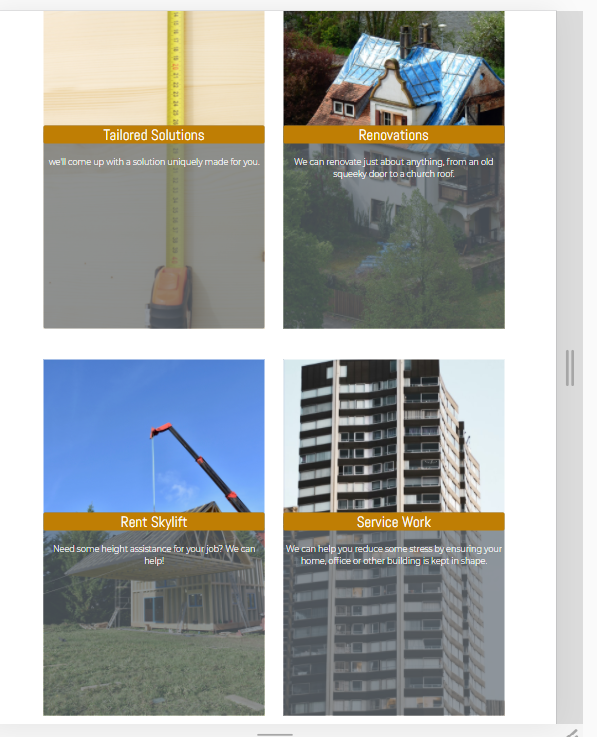 Tailored Solutions
we'll come up with a solution uniquely made for you.
Renovations
We can renovate just about anything, from an old
squeeky door to a church roof.
Rent Skylift
Need some height assistance for your job? We can
help!
Service Work
We can help you reduce some stress by ensuring your
home, office or other building is kept in shape.